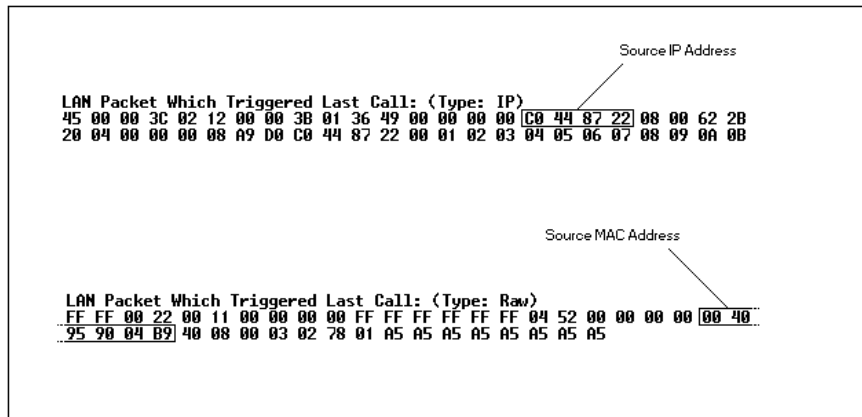 Source IP Address
LAN Packet Which Triggered Last Call: (Type: IP)
45 00 00 3C 02 12 00 00 3B 01 36 49 00 00 00 00 C0 44 87 22 08 00 62 2B
20 04 00 00 00 08 A9 D0 C0 44 87 22 00 01 02 03 04 05 06 07 08 09 0A 0B
Source MAC Address
LAN Packet Which Triggered Last Call: (Type: Raw)
FF FF 00 22 00 11 00 00 00 00 FF FF FF FF FF FF 04 52 00 00 00 00 00 40
95 90 04 B9 40 08 00 03 02 78 01 A5 A5 A5 A5 A5 A5 A5 A5